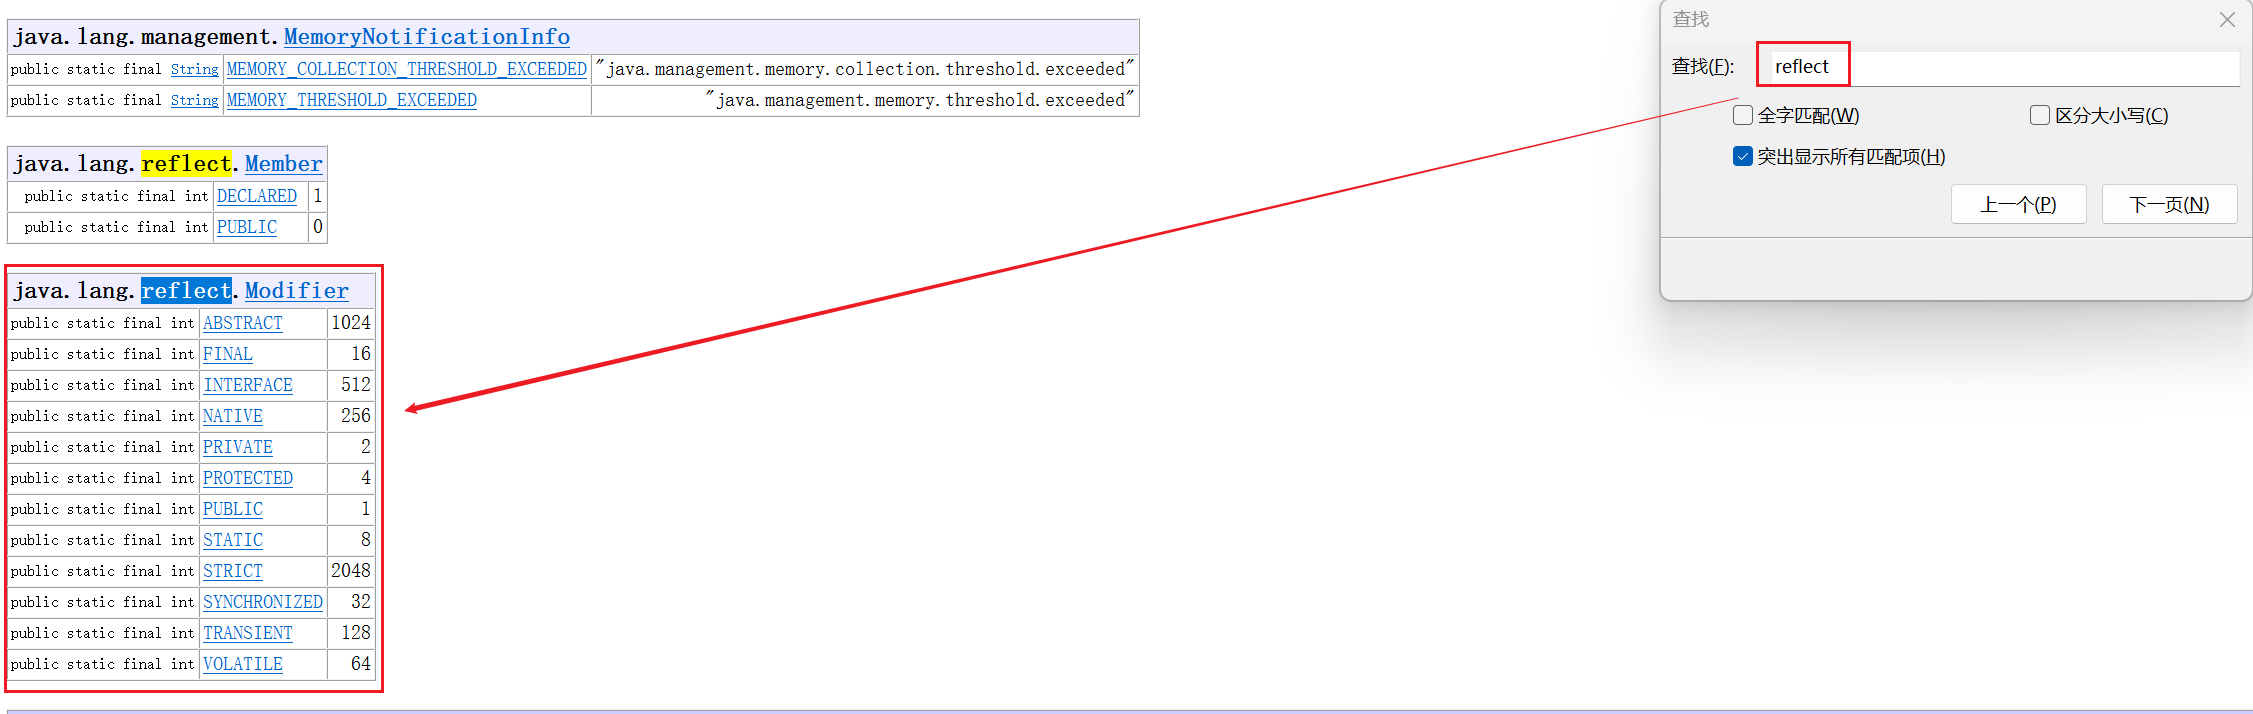 java.lang.management.MemoryNotificationInfo
public static final String MEMORY_COLLECTION_THRESHOLD_EXCEEDED "java.management.memory.collection.threshold.exceeded"
public static final String MEMORY_THRESHOLD_EXCEEDED "java.management.memory.threshold.exceeded"
java.lang.reflect.Member
public static final int DECLARED 1
public static final int PUBLIC 0
java.lang.reflect.Modifier
public static final int ABSTRACT 1024
public static final int FINAL 16
public static final int INTERFACE 512
public static final int NATIVE 256
public static final int PRIVATE 2
public static final int PROTECTED 4
public static final int PUBLIC 1
public static final int STATIC 8
public static final int STRICT 2048
public static final int SYNCHRONIZED 32
public static final int TRANSIENT 128
public static final int VOLATILE 64
查找
查找(F): reflect
全字匹配(W) 区分大小写(C)
突出显示所有匹配项(H)
上一个(P) 下一页(N)